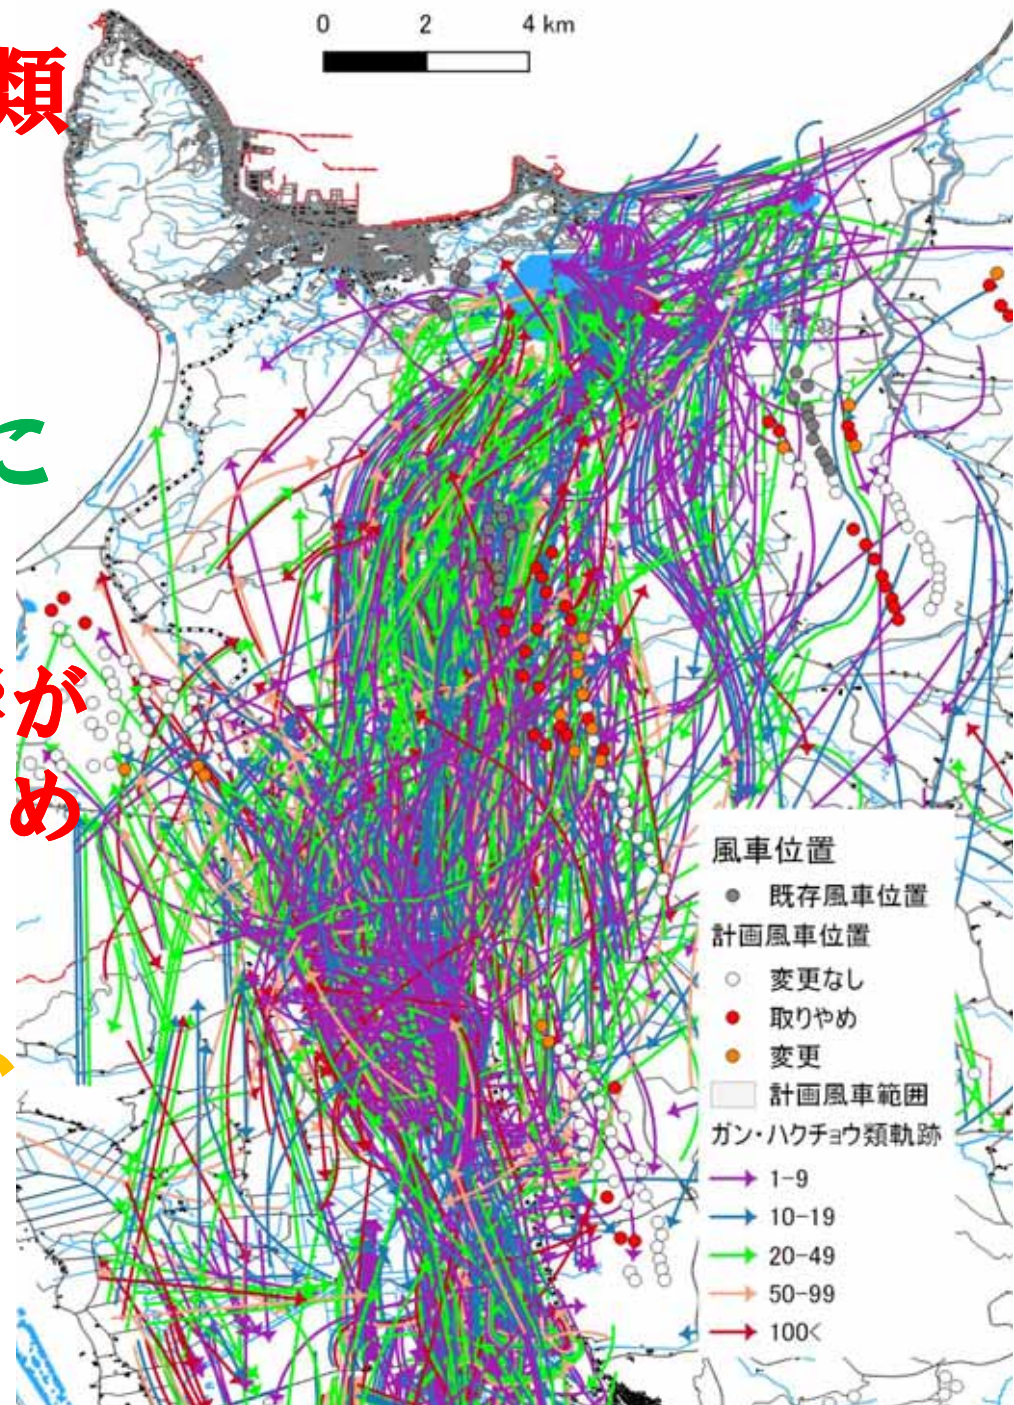 0 2 4 km
類
に
が
め
風車位置
既存風車位置
計画風車位置
変更なし
取りやめ
変更
計画風車範囲
ガン・ハクチョウ類軌跡
1-9
10-19
20-49
50-99
100<